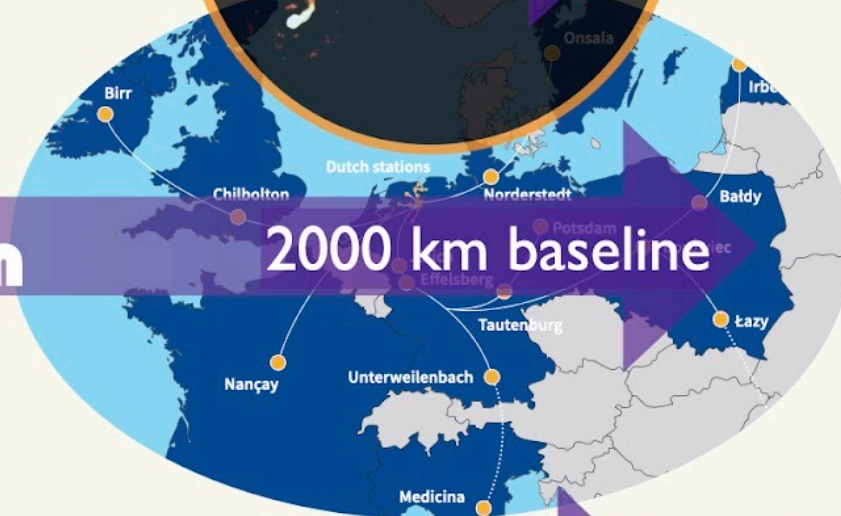 Onsala
Birr
Irbe
Dutch stations
Chilbolton
Norderstedt
Bałdy
Potsdam
n
2000 km baseline
Effelsberg
Tautenburg
Łazy
Nançay
Unterweilenbach
Medicina